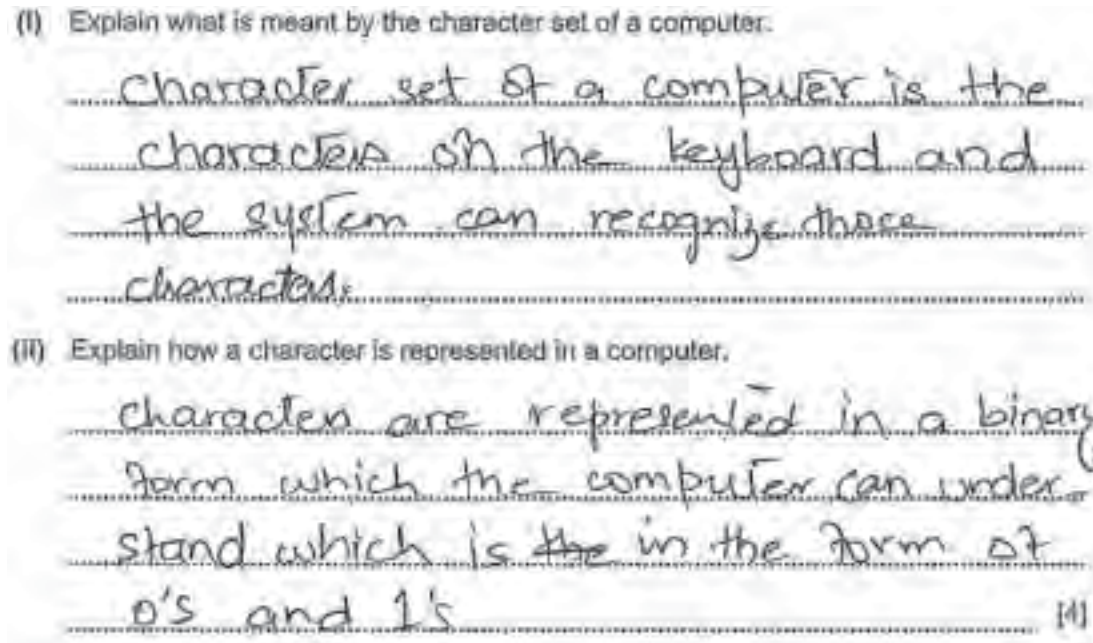 (i) Explain what is meant by the character set of a computer.
character set of a computer is the
characters on the keyboard and
the system can recognize those
characters.
(ii) Explain how a character is represented in a computer.
character are represented in a binary
form which the computer can under-
stand which is the in the form of
0's and 1's [4]